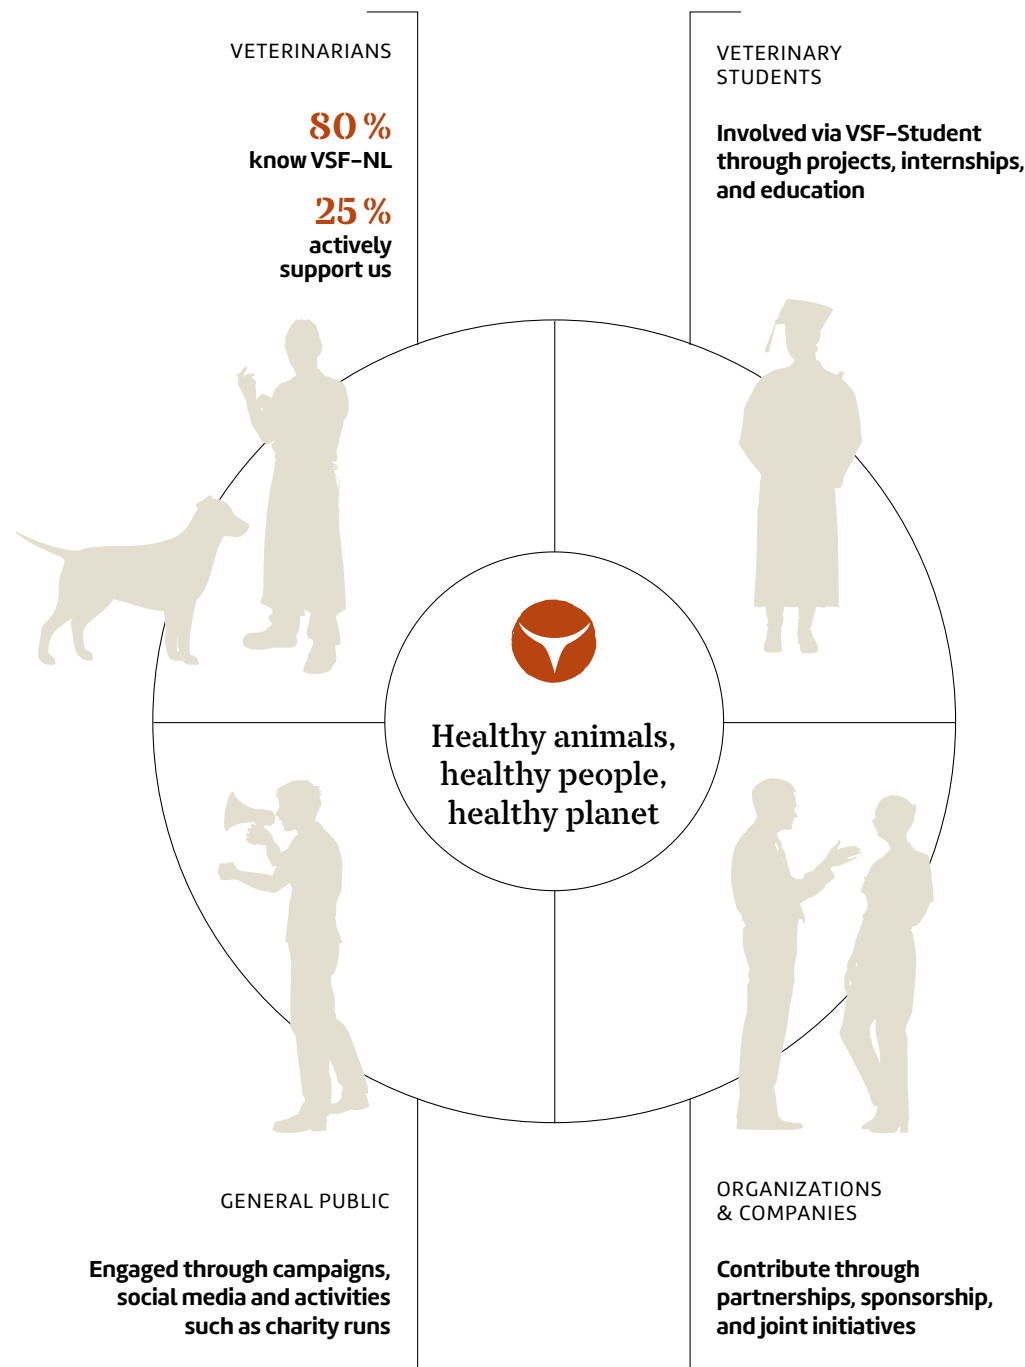 VETERINARIANS
80 %
know VSF-NL
25 %
actively
support us
VETERINARY
STUDENTS
Involved via VSF-Student
through projects, internships,
and education
Healthy animals,
healthy people,
healthy planet
GENERAL PUBLIC
Engaged through campaigns,
social media and activities
such as charity runs
ORGANIZATIONS
& COMPANIES
Contribute through
partnerships, sponsorship,
and joint initiatives